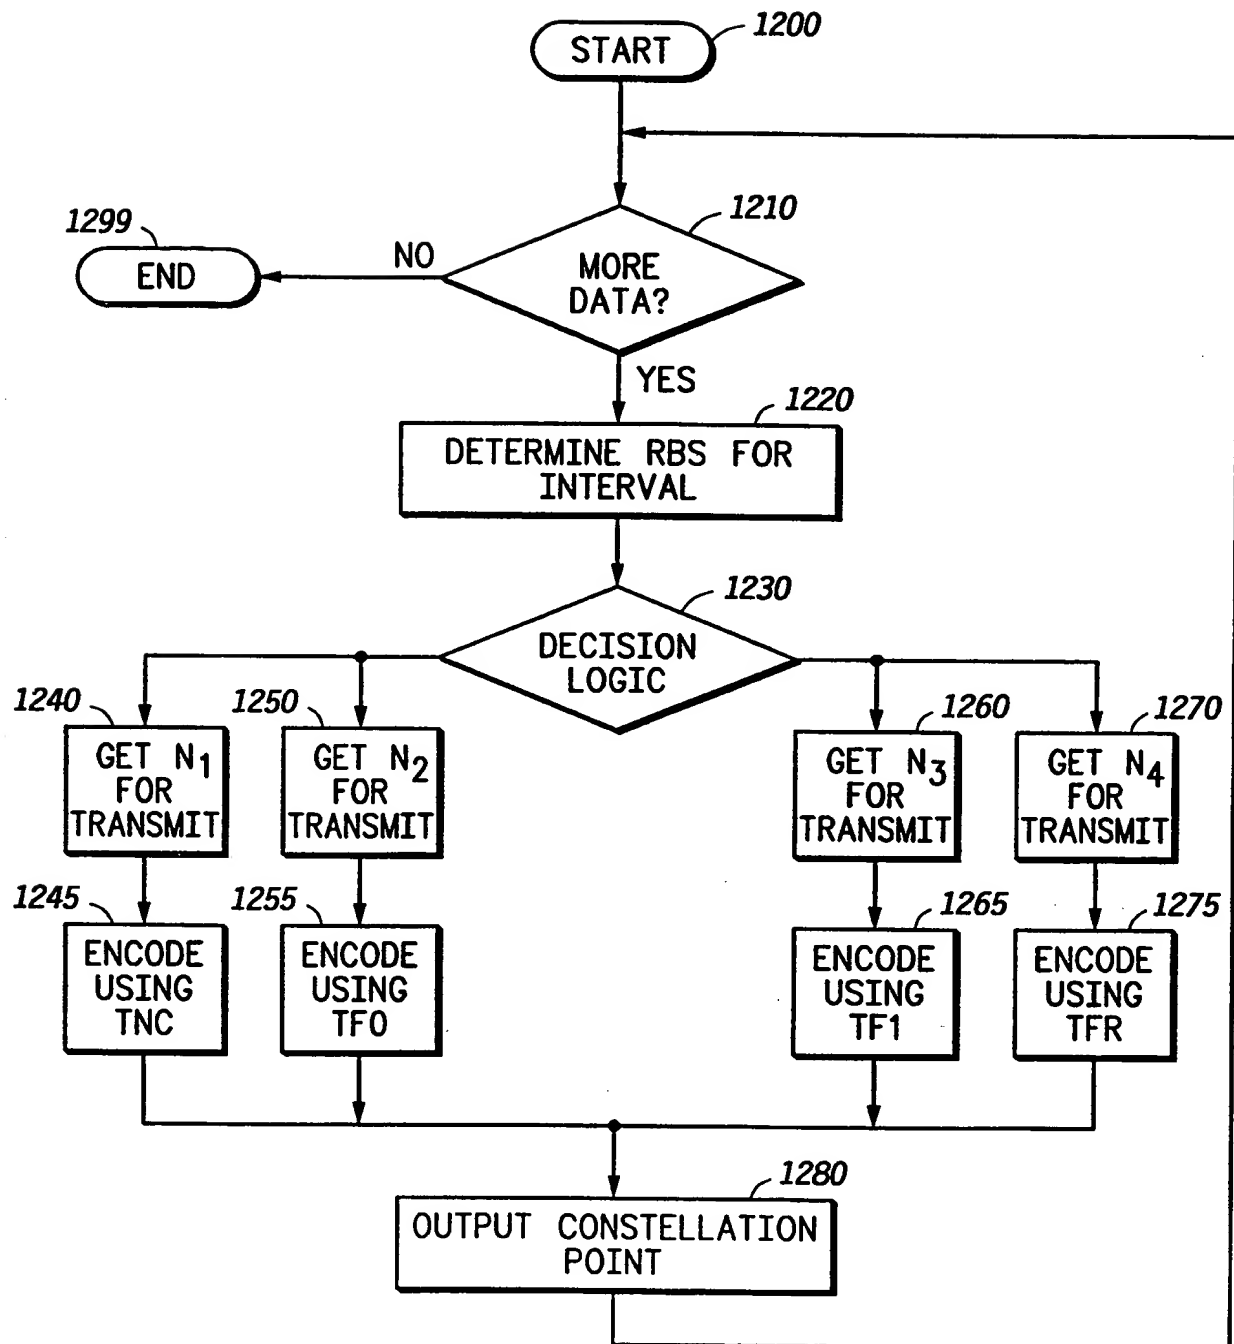 1200
START
1210
1299
NO
END
MORE
DATA?
YES
1220
DETERMINE RBS FOR
INTERVAL
1230
DECISION
LOGIC
1240
GET N1
FOR
TRANSMIT
1250
GET N2
FOR
TRANSMIT
1260
GET N3
FOR
TRANSMIT
1270
GET N4
FOR
TRANSMIT
1245
ENCODE
USING
TNC
1255
ENCODE
USING
TF0
1265
ENCODE
USING
TF1
1275
ENCODE
USING
TFR
1280
OUTPUT CONSTELLATION
POINT